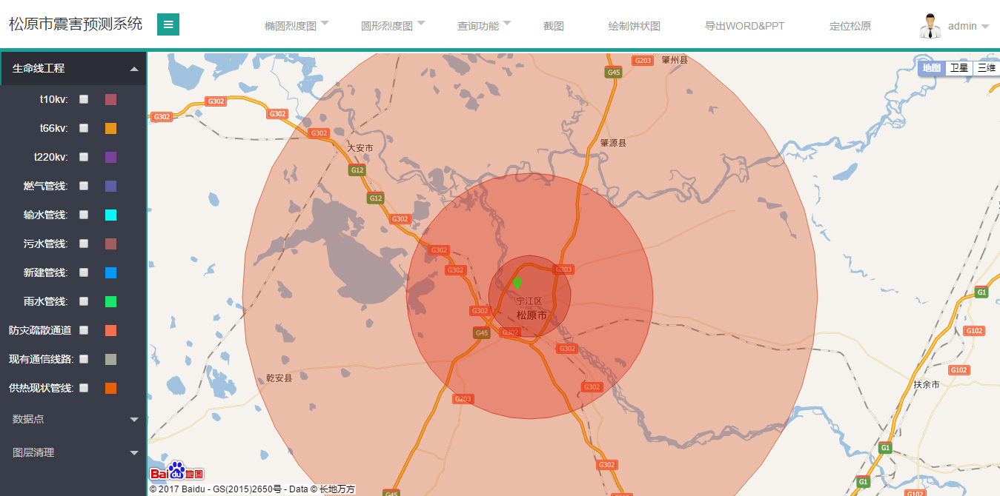 松原市震害预测系统
椭圆烈度图
圆形烈度图
查询功能
截图
绘制饼状图
导出WORD&PPT
定位松原
admin
生命线工程
t10kv:
t66kv:
t220kv:
燃气管线:
输水管线:
污水管线:
新建管线:
雨水管线:
防灾疏散通道
现有通信线路:
供热现状管线:
数据点
图层清理
地图
卫星
三维
G203
肇州县
G45
G302
G302
G302
G302
大安市
肇源县
G12
G12
G302
G302
G302
G203
宁江区
松原市
G302
G302
G45
G302
G1
G102
G102
扶余市
乾安县
G302
G203
G1
G302
G1
G45
G102
Bai du 地图
© 2017 Baidu - GS(2015)2650号 - Data © 长地万方